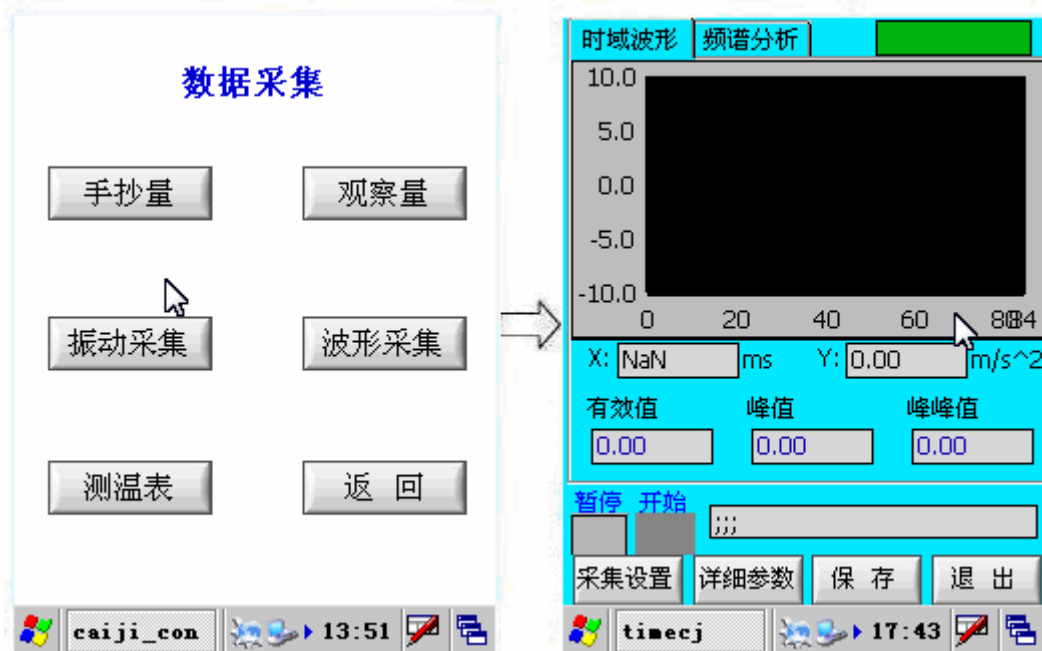 数据采集
手抄量 观察量
振动采集 波形采集
测温表 返 回
caiji_con 13:51
时域波形 频谱分析
10.0
5.0
0.0
-5.0
-10.0
0 20 40 60 80 84
X: NaN ms Y: 0.00 m/s^2
有效值 峰值 峰峰值
0.00 0.00 0.00
暂停 开始
;;;
采集设置 详细参数 保 存 退 出
timecj 17:43